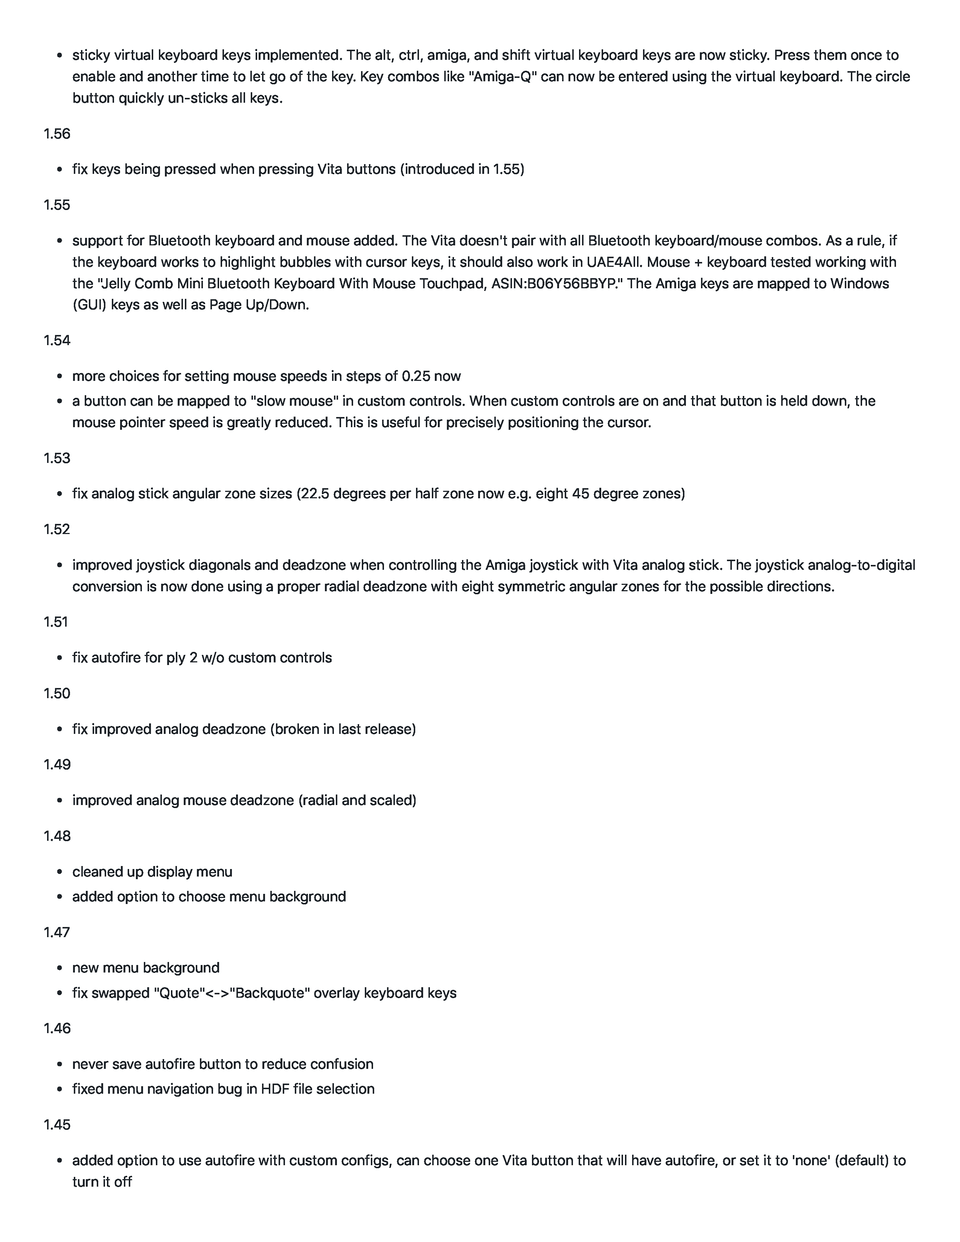 • sticky virtual keyboard keys implemented. The alt, ctrl, amiga, and shift virtual keyboard keys are now sticky. Press them once to
enable and another time to let go of the key. Key combos like "Amiga-Q" can now be entered using the virtual keyboard. The circle
button quickly un-sticks all keys.
1.56
• fix keys being pressed when pressing Vita buttons (introduced in 1.55)
1.55
• support for Bluetooth keyboard and mouse added. The Vita doesn't pair with all Bluetooth keyboard/mouse combos. As a rule, if
the keyboard works to highlight bubbles with cursor keys, it should also work in UAE4All. Mouse + keyboard tested working with
the "Jelly Comb Mini Bluetooth Keyboard With Mouse Touchpad, ASIN:B06Y56BBYP." The Amiga keys are mapped to Windows
(GUI) keys as well as Page Up/Down.
1.54
• more choices for setting mouse speeds in steps of 0.25 now
• a button can be mapped to "slow mouse" in custom controls. When custom controls are on and that button is held down, the
mouse pointer speed is greatly reduced. This is useful for precisely positioning the cursor.
1.53
• fix analog stick angular zone sizes (22.5 degrees per half zone now e.g. eight 45 degree zones)
1.52
• improved joystick diagonals and deadzone when controlling the Amiga joystick with Vita analog stick. The joystick analog-to-digital
conversion is now done using a proper radial deadzone with eight symmetric angular zones for the possible directions.
1.51
• fix autofire for ply 2 w/o custom controls
1.50
• fix improved analog deadzone (broken in last release)
1.49
• improved analog mouse deadzone (radial and scaled)
1.48
• cleaned up display menu
• added option to choose menu background
1.47
• new menu background
• fix swapped "Quote"<->"Backquote" overlay keyboard keys
1.46
• never save autofire button to reduce confusion
• fixed menu navigation bug in HDF file selection
1.45
• added option to use autofire with custom configs, can choose one Vita button that will have autofire, or set it to 'none' (default) to
turn it off